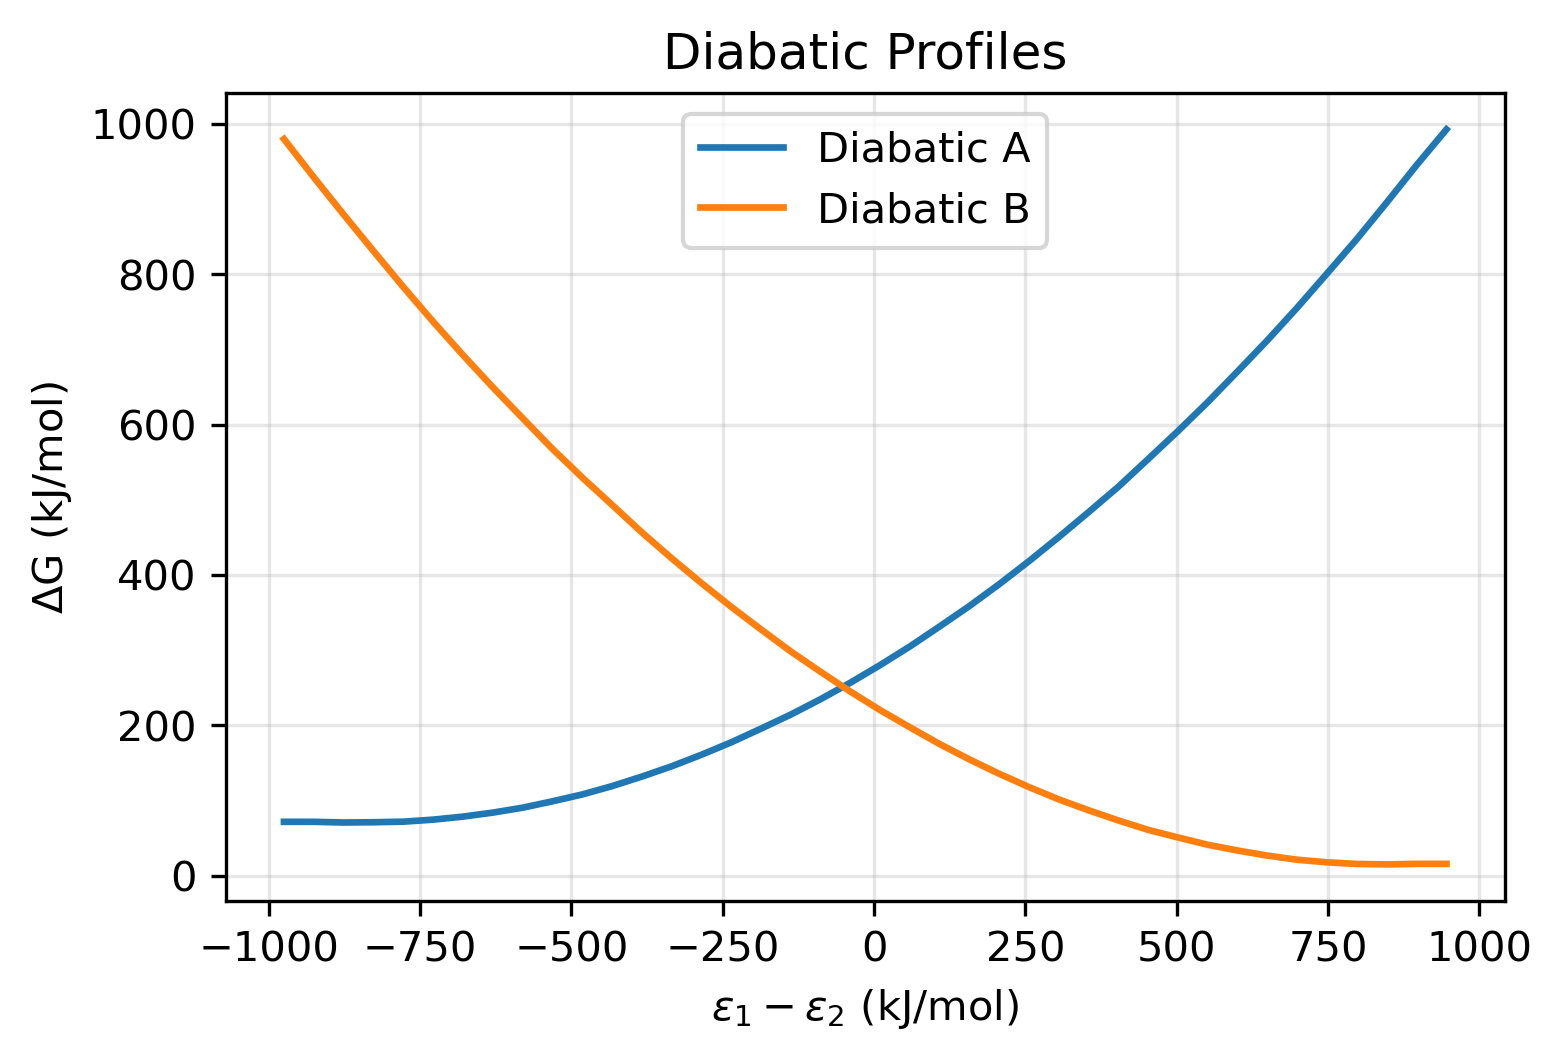 Diabatic Profiles
Diabatic A
Diabatic B
ΔG (kJ/mol)
1000
800
600
400
200
0
−1000 −750 −500 −250 0 250 500 750 1000
ε₁ − ε₂ (kJ/mol)